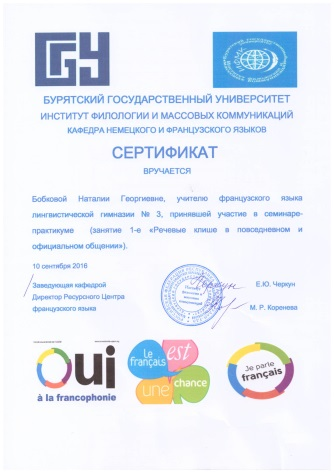 БГУ
БУРЯТСКИЙ ГОСУДАРСТВЕННЫЙ УНИВЕРСИТЕТ
ИНСТИТУТ ФИЛОЛОГИИ И МАССОВЫХ КОММУНИКАЦИЙ
КАФЕДРА НЕМЕЦКОГО И ФРАНЦУЗСКОГО ЯЗЫКОВ
СЕРТИФИКАТ
ВРУЧАЕТСЯ
Бобковой Наталии Георгиевне, учителю французского языка
лингвистической гимназии № 3, принявшей участие в семинаре-
практикуме (занятие 1-е «Речевые клише в повседневном и
официальном общении»).
10 сентября 2016
Заведующая кафедрой
Е.Ю. Черкун
Директор Ресурсного Центра
французского языка
М. Р. Коренева
Oui
à la francophonie
le
français
est
une
chance
Je parle
français